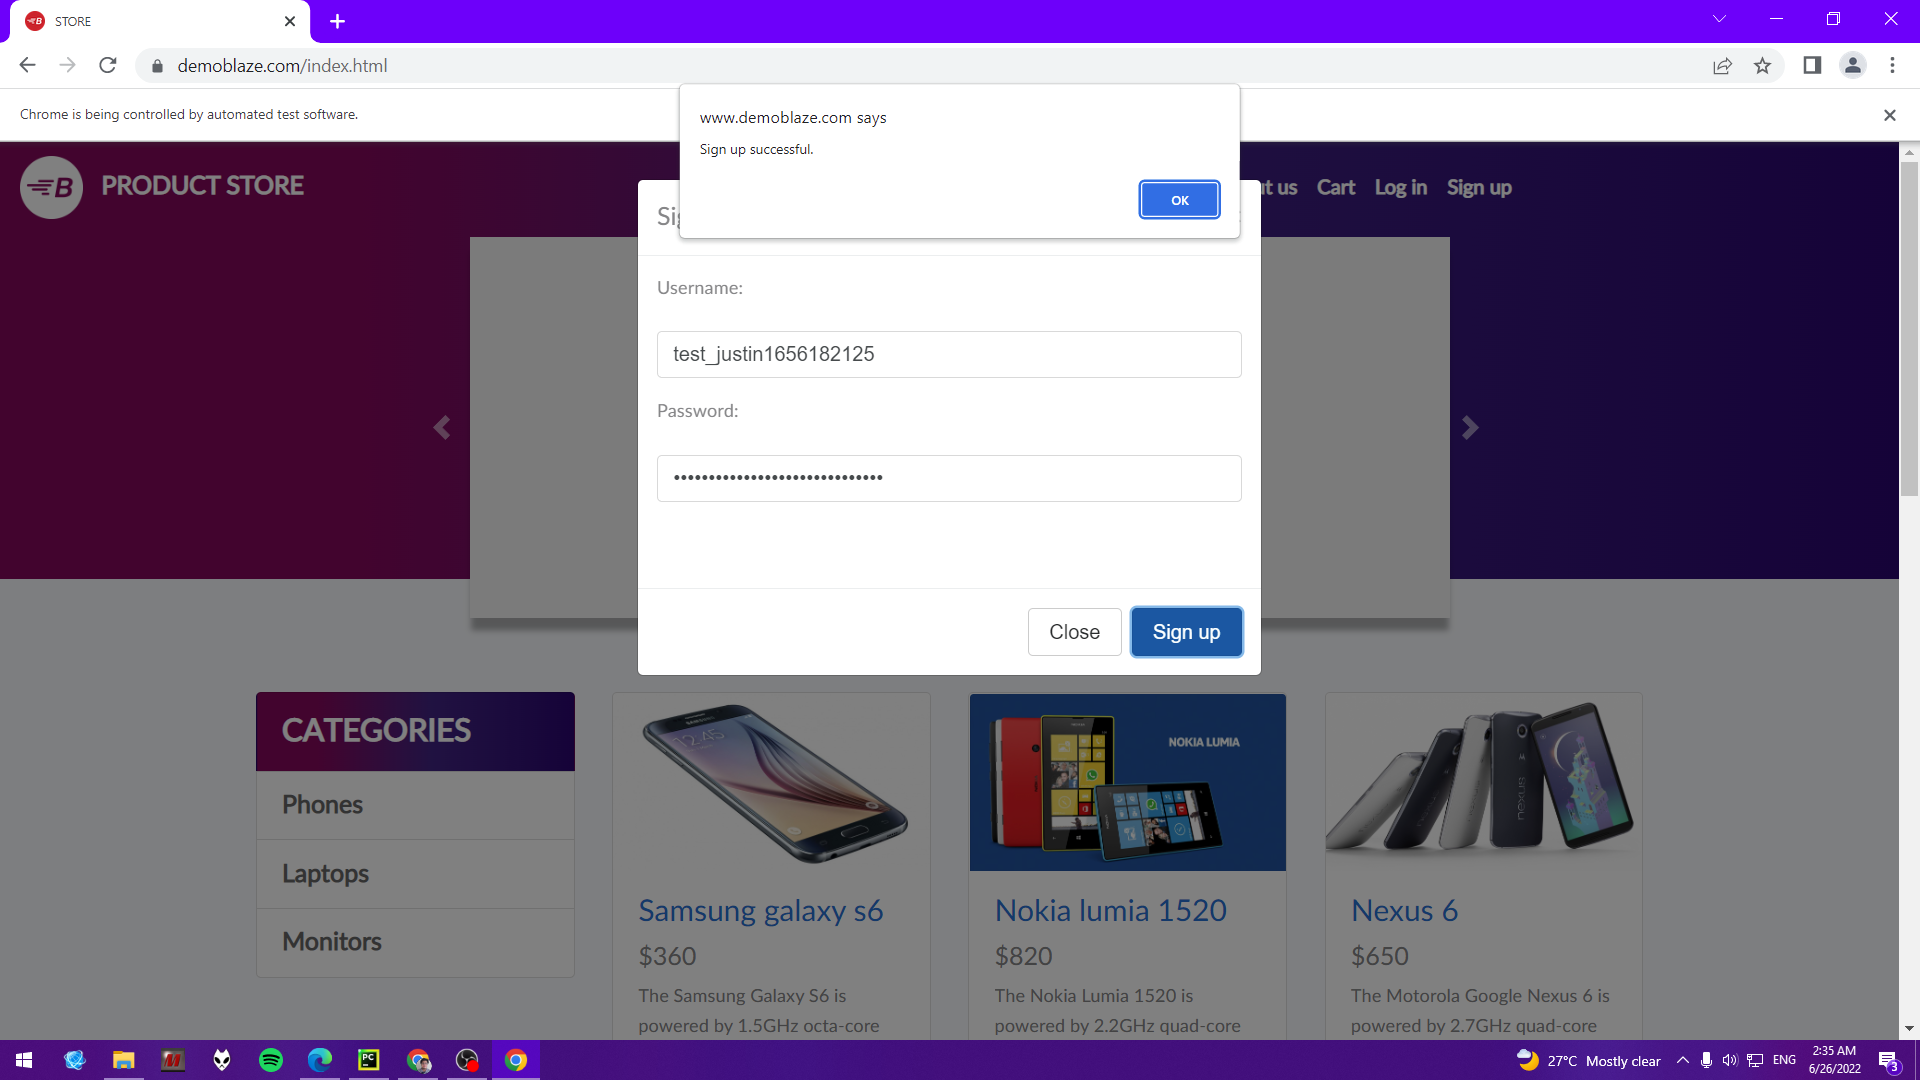 STORE
demoblaze.com/index.html
Chrome is being controlled by automated test software.
www.demoblaze.com says
Sign up successful.
OK
PRODUCT STORE
t us Cart Log in Sign up
Username:
test_justin1656182125
Password:
••••••••••••••••••••••••••••••
Close Sign up
CATEGORIES
Phones
Laptops
Monitors
SAMSUNG
12:45
NOKIA LUMIA
Samsung galaxy s6
$360
The Samsung Galaxy S6 is
powered by 1.5GHz octa-core
Nokia lumia 1520
$820
The Nokia Lumia 1520 is
powered by 2.2GHz quad-core
Nexus 6
$650
The Motorola Google Nexus 6 is
powered by 2.7GHz quad-core
27°C Mostly clear
ENG
2:35 AM
6/26/2022
3